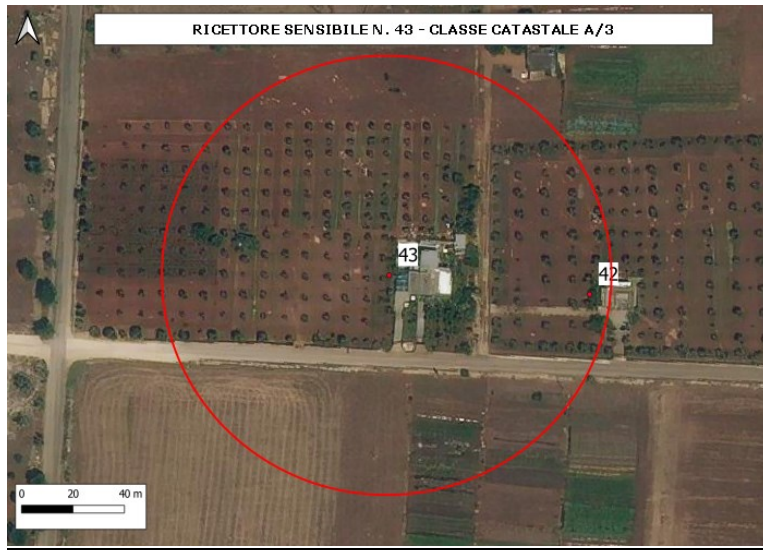 RICETTORE SENSIBILE N. 43 - CLASSE CATASTALE A/3
43
42
0 20 40 m